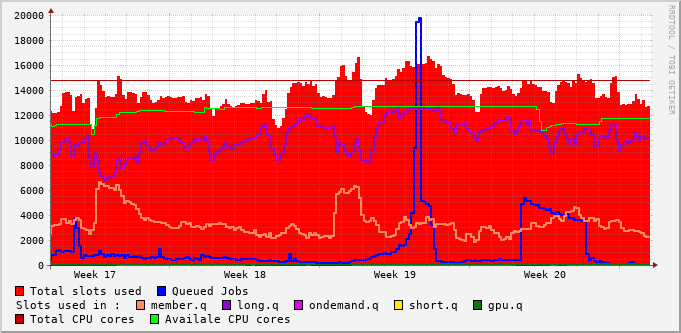 20000
18000
16000
14000
12000
10000
8000
6000
4000
2000
0
Week 17 Week 18 Week 19 Week 20
RRDTOOL / TOBI OETIKER
Total slots used Queued Jobs
Slots used in : member.q long.q ondemand.q short.q gpu.q
Total CPU cores Availale CPU cores